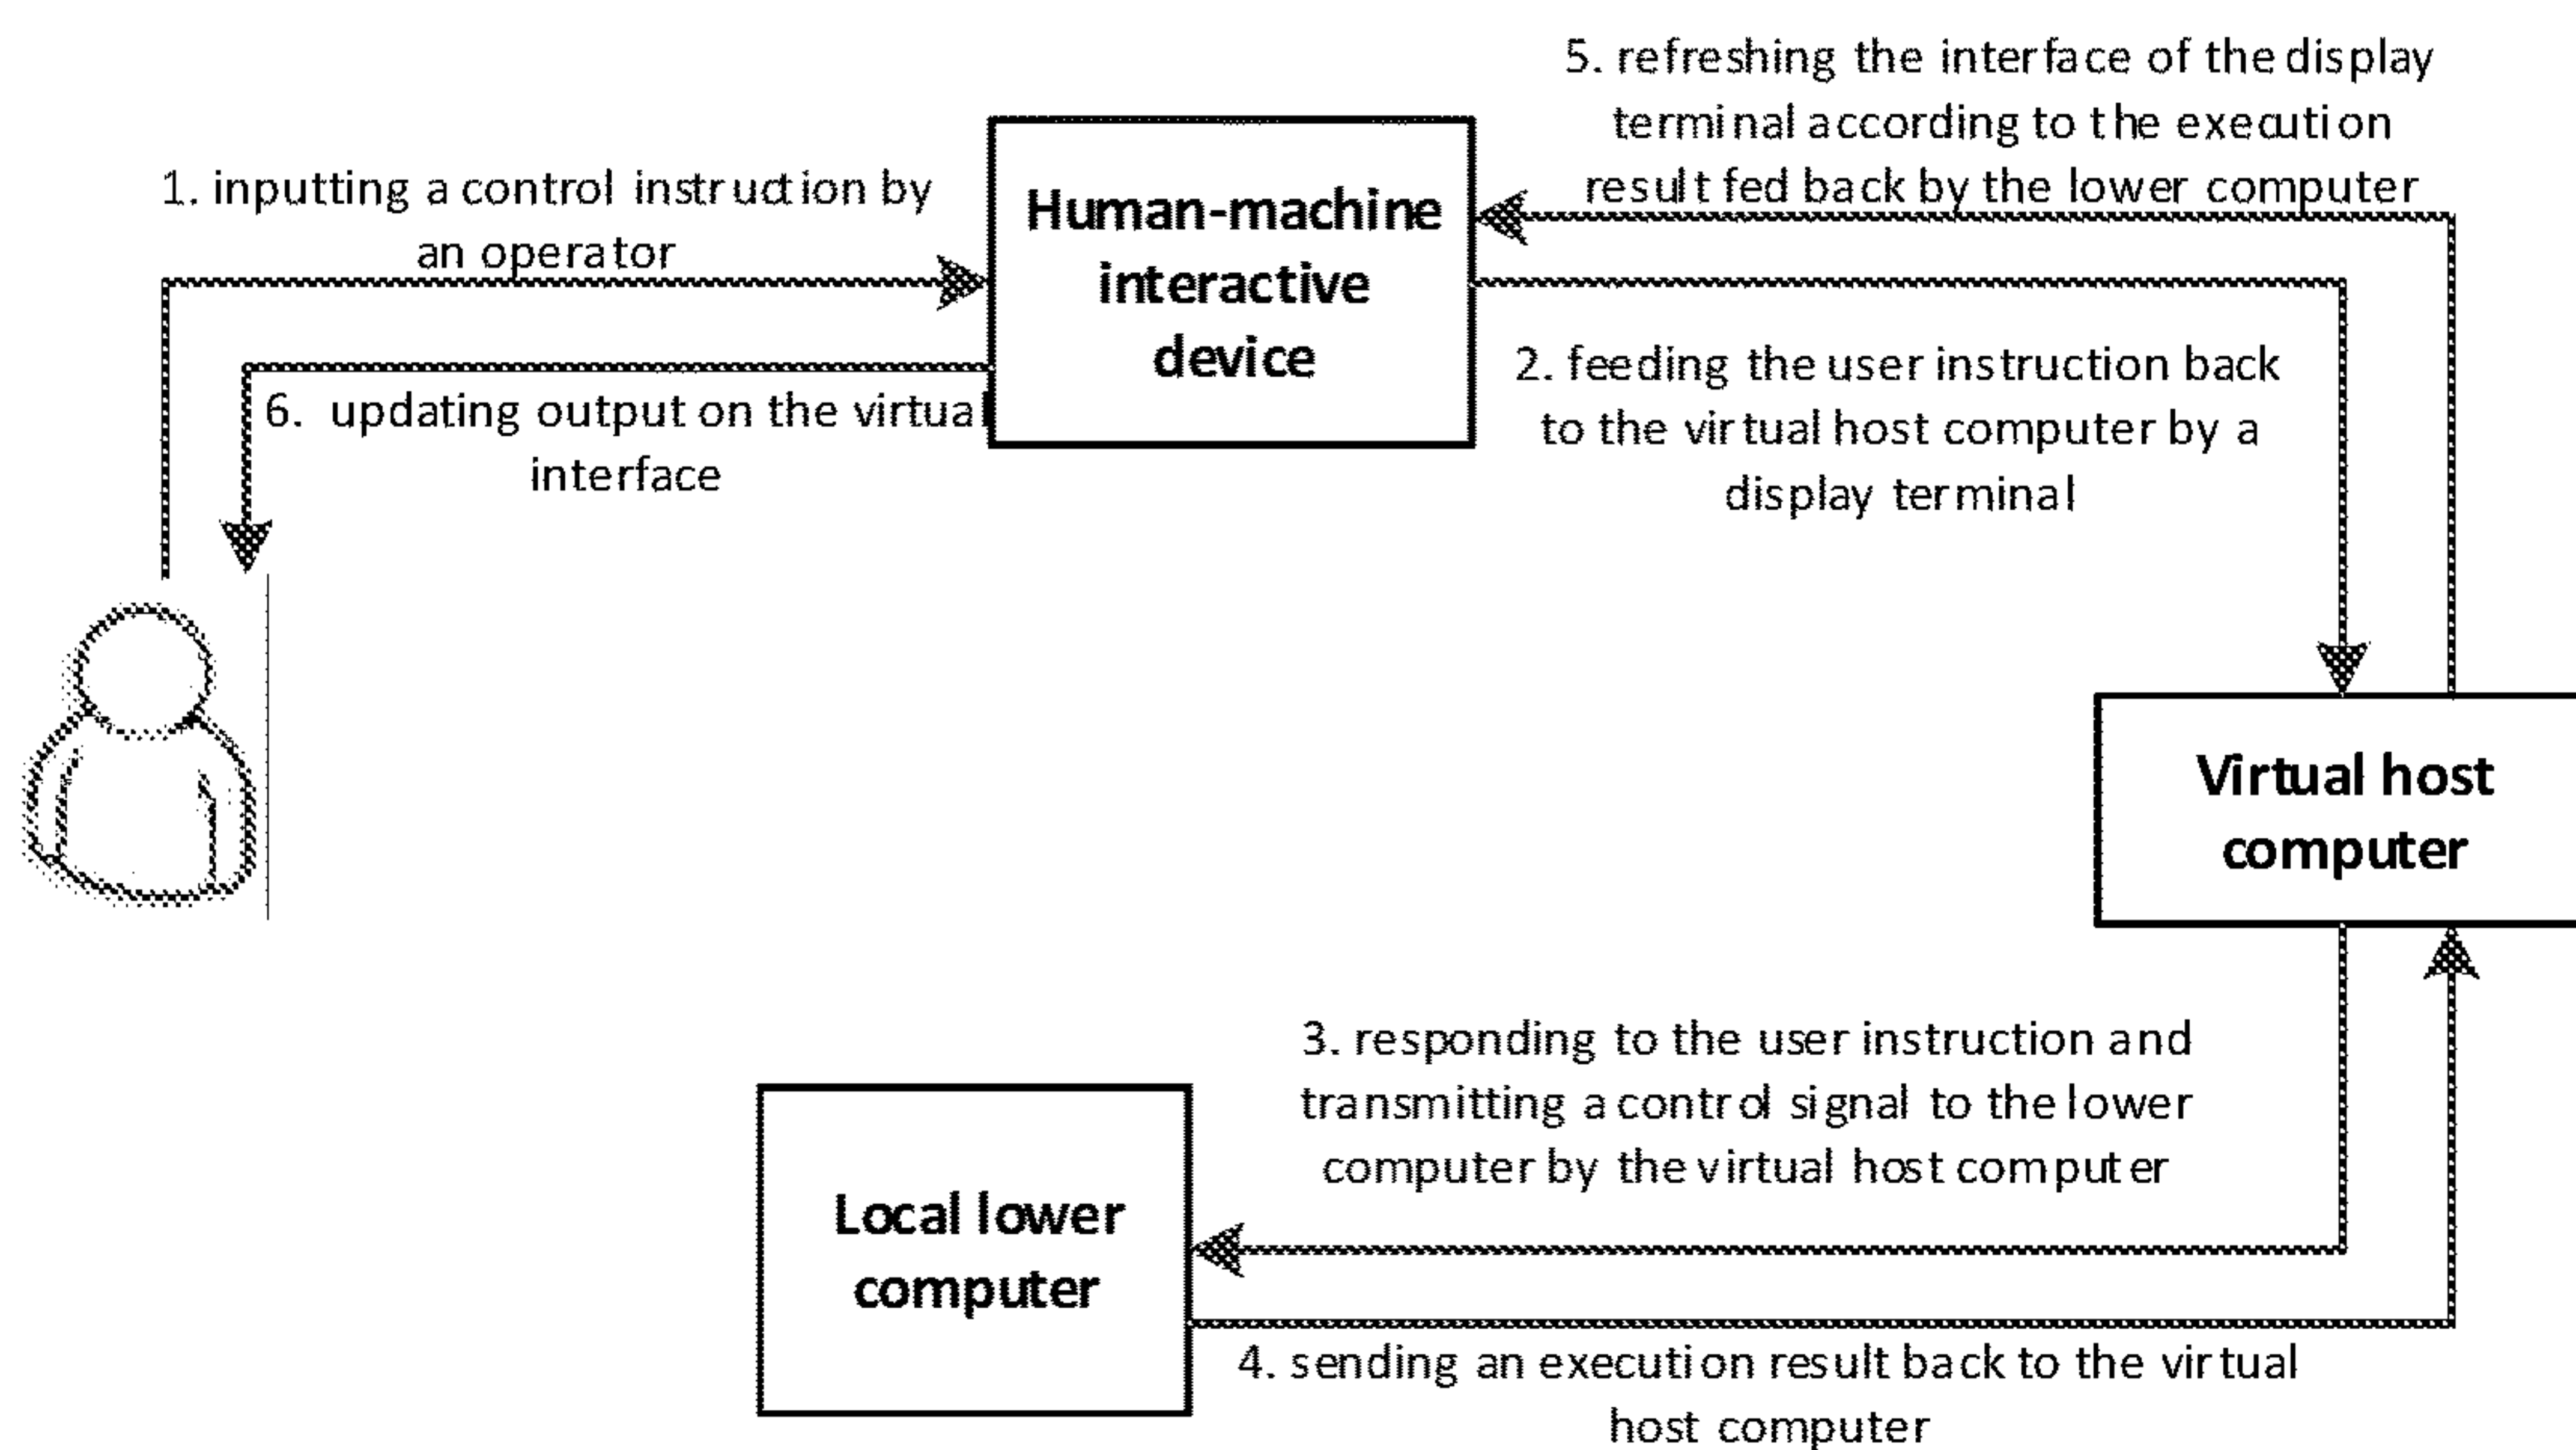 5. refreshing the interface of the display
terminal according to the execution
result fed back by the lower computer
1. inputting a control instruction by
an operator
Human-machine
interactive
device
2. feeding the user instruction back
to the virtual host computer by a
display terminal
6. updating output on the virtual
interface
Virtual host
computer
3. responding to the user instruction and
transmitting a control signal to the lower
computer by the virtual host computer
Local lower
computer
4. sending an execution result back to the virtual
host computer